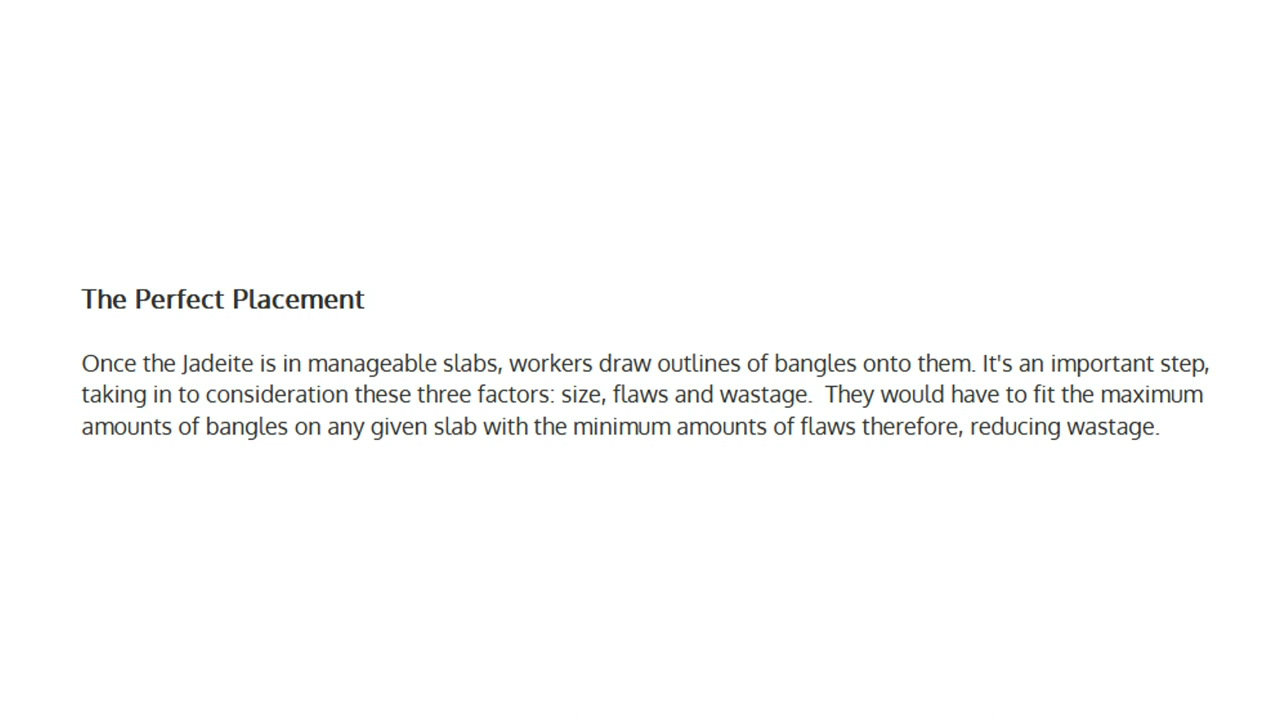 The Perfect Placement
Once the Jadeite is in manageable slabs, workers draw outlines of bangles onto them. It's an important step,
taking in to consideration these three factors: size, flaws and wastage.  They would have to fit the maximum
amounts of bangles on any given slab with the minimum amounts of flaws therefore, reducing wastage.